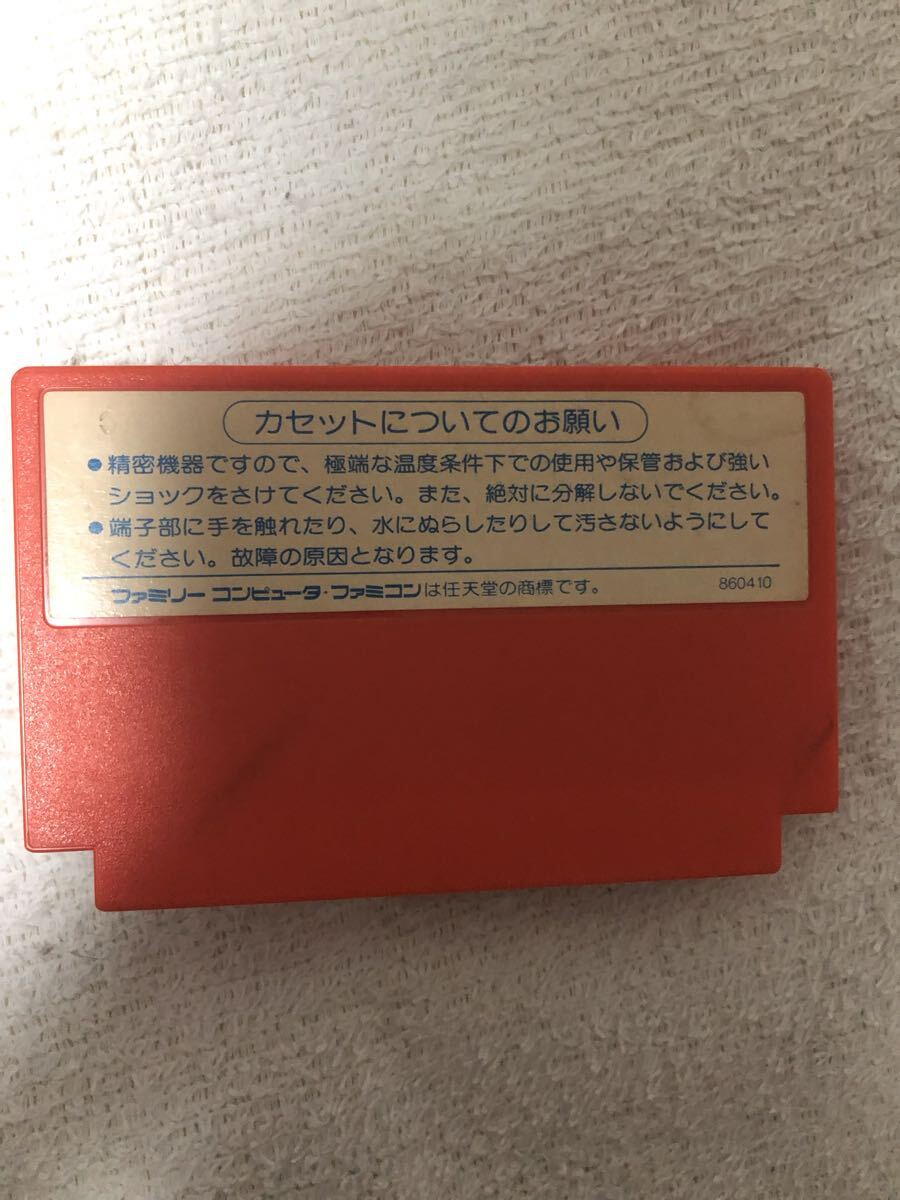 カセットについてのお願い
●精密機器ですので、極端な温度条件下での使用や保管および強い
ショックをさけてください。また、絶対に分解しないでください。
●端子部に手を触れたり、水にぬらしたりして汚さないようにして
ください。故障の原因となります。
ファミリーコンピュータ・ファミコンは任天堂の商標です。 860410